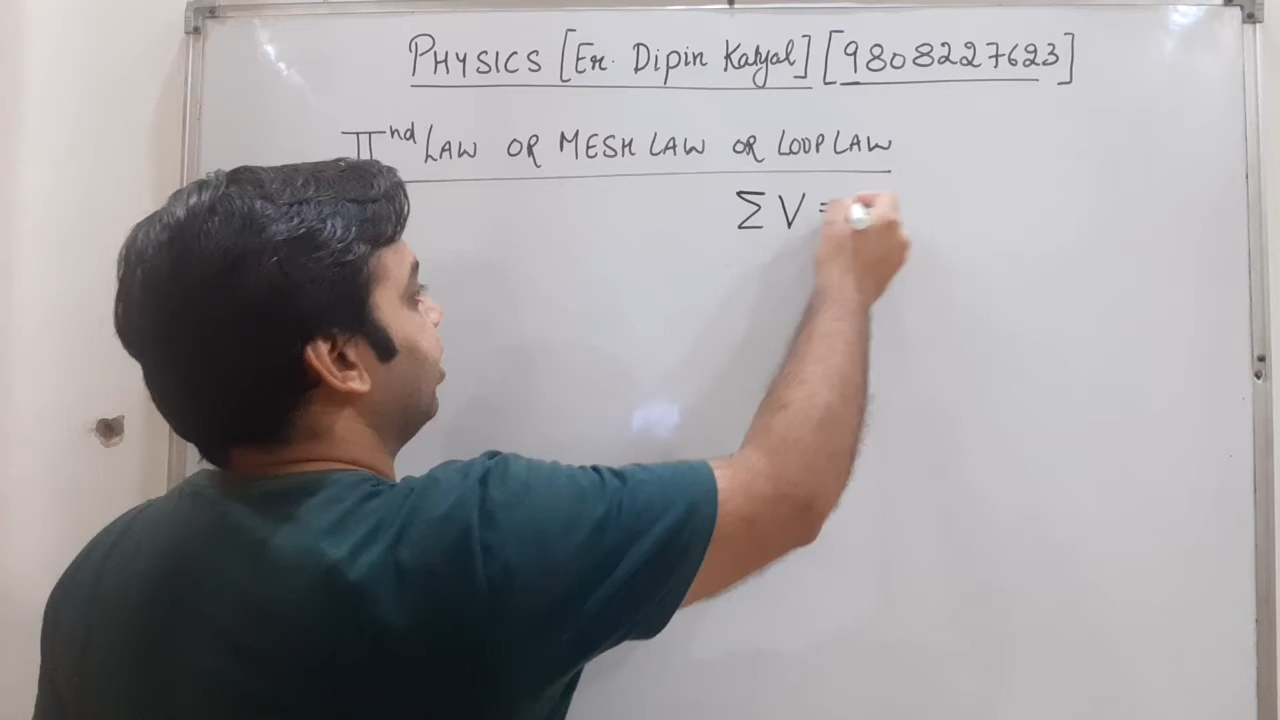 PHYSICS [Er. Dipin Katyal] [9808227623]
IInd LAW OR MESH LAW OR LOOP LAW
Σ V =